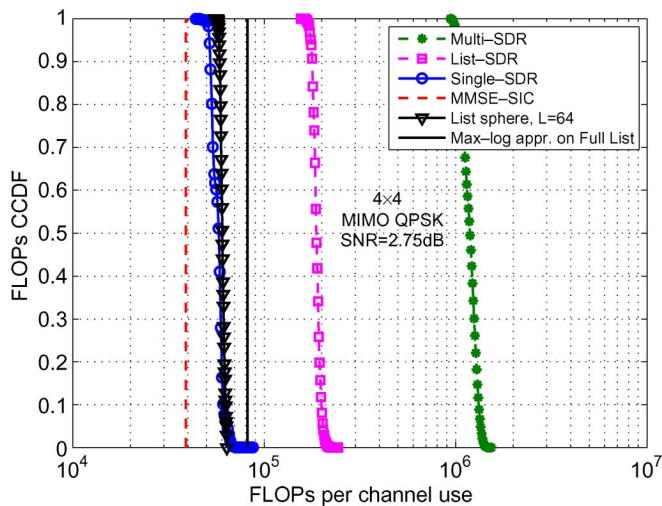 FLOPs CCDF
1
0.9
0.8
0.7
0.6
0.5
0.4
0.3
0.2
0.1
0
Multi–SDR
List–SDR
Single–SDR
MMSE–SIC
List sphere, L=64
Max–log appr. on Full List
4×4
MIMO QPSK
SNR=2.75dB
10^4
10^5
10^6
10^7
FLOPs per channel use